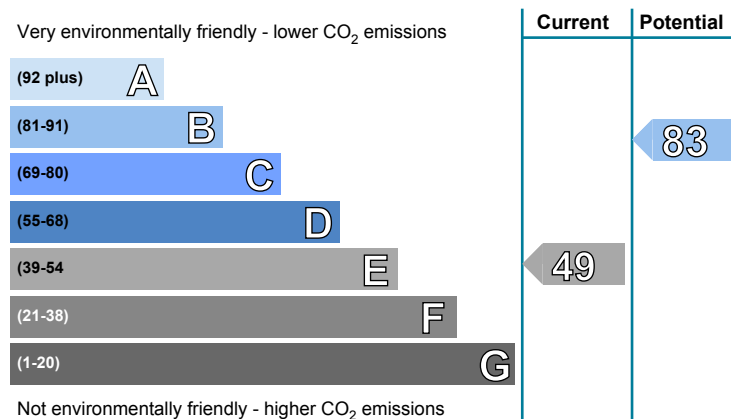 Current Potential
Very environmentally friendly - lower CO2 emissions
(92 plus) A
(81-91) B
83
(69-80) C
(55-68) D
(39-54 E
49
(21-38) F
(1-20) G
Not environmentally friendly - higher CO2 emissions